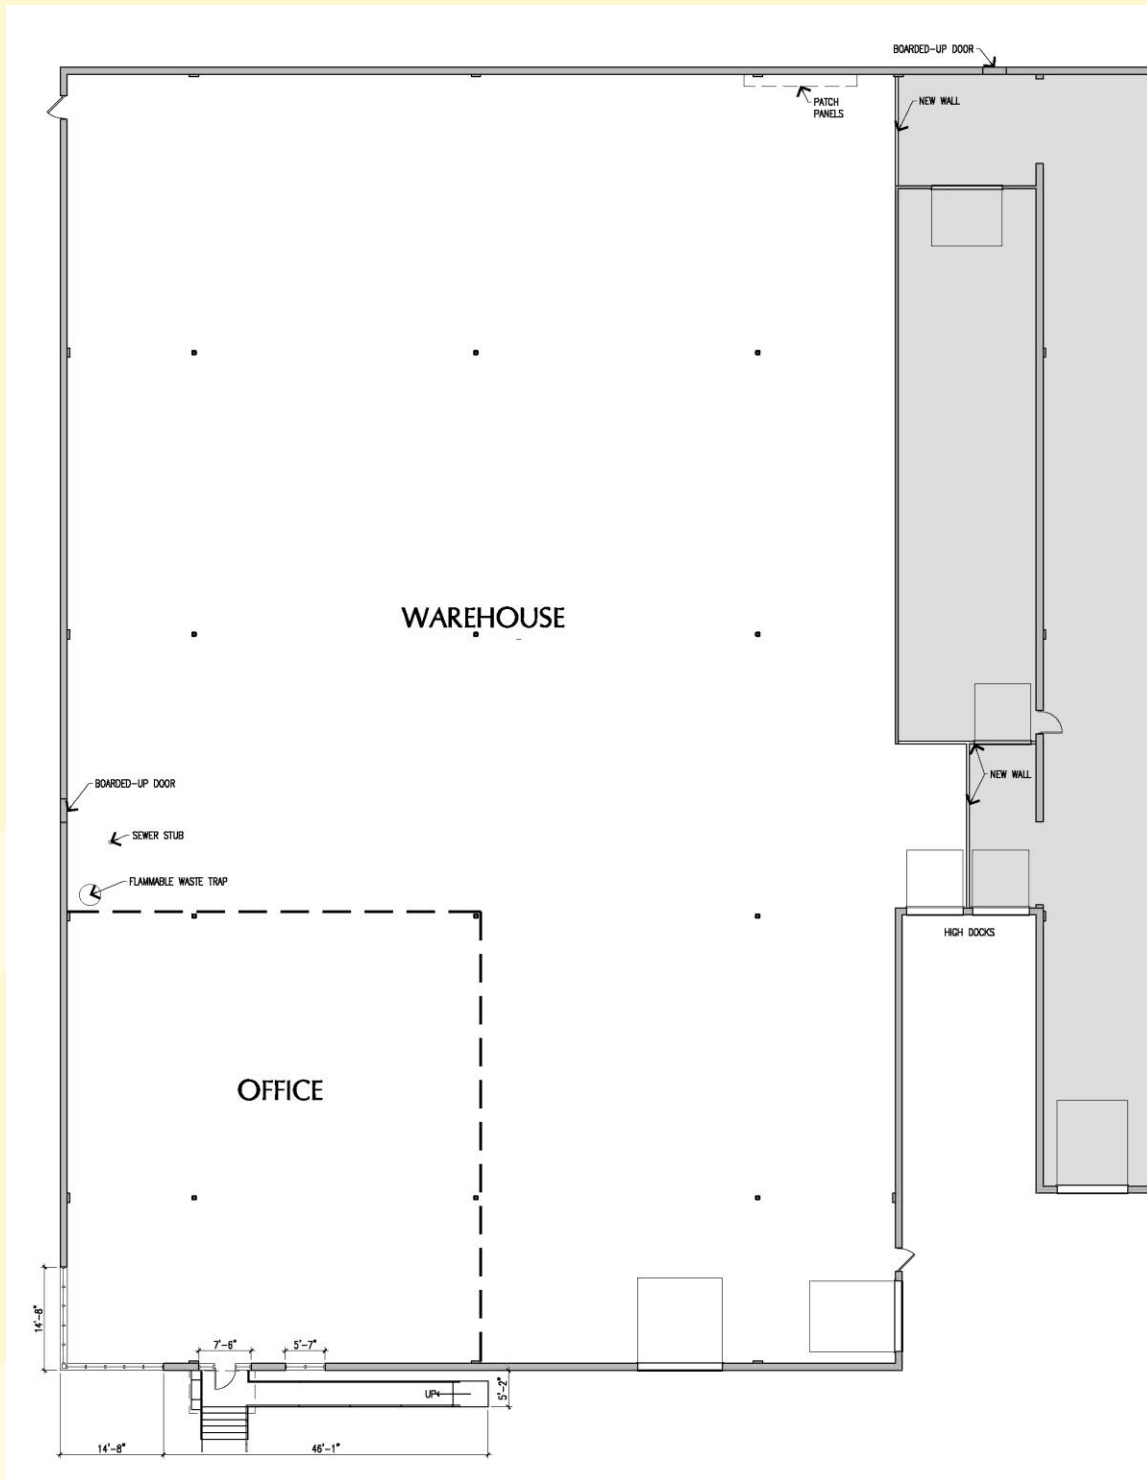 BOARDED-UP DOOR
PATCH
PANELS
NEW WALL
WAREHOUSE
BOARDED-UP DOOR
NEW WALL
SEWER STUB
FLAMMABLE WASTE TRAP
HIGH DOCKS
OFFICE
14'-8"
7'-6"
5'-7"
UP
5'-2"
14'-8"
46'-1"